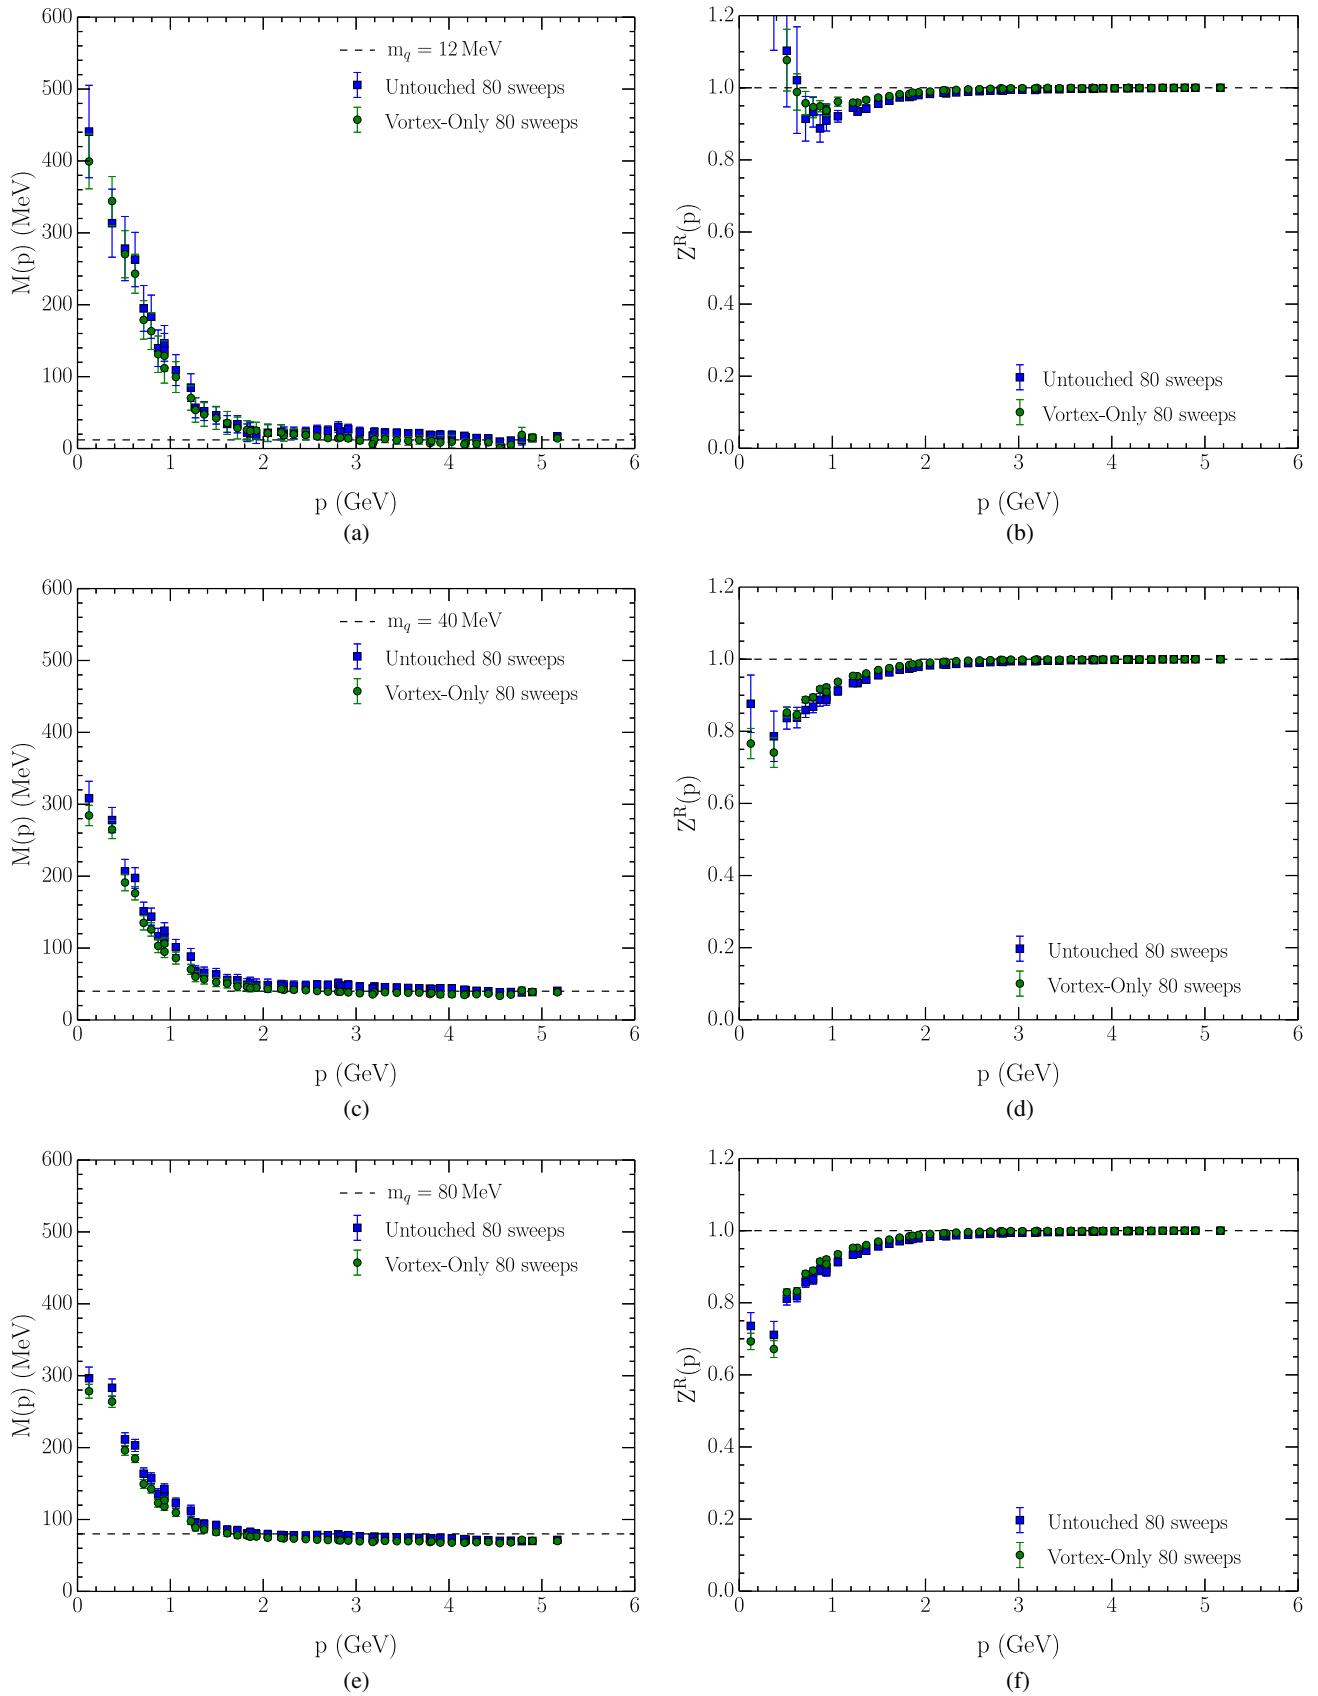 600
500
400
300
200
100
0
M(p) (MeV)
m_q = 12 MeV
Untouched 80 sweeps
Vortex-Only 80 sweeps
0 1 2 3 4 5 6
p (GeV)
(a)
1.2
1.0
0.8
0.6
0.4
0.2
0.0
Z^R(p)
Untouched 80 sweeps
Vortex-Only 80 sweeps
0 1 2 3 4 5 6
p (GeV)
(b)
600
500
400
300
200
100
0
M(p) (MeV)
m_q = 40 MeV
Untouched 80 sweeps
Vortex-Only 80 sweeps
0 1 2 3 4 5 6
p (GeV)
(c)
1.2
1.0
0.8
0.6
0.4
0.2
0.0
Z^R(p)
Untouched 80 sweeps
Vortex-Only 80 sweeps
0 1 2 3 4 5 6
p (GeV)
(d)
600
500
400
300
200
100
0
M(p) (MeV)
m_q = 80 MeV
Untouched 80 sweeps
Vortex-Only 80 sweeps
0 1 2 3 4 5 6
p (GeV)
(e)
1.2
1.0
0.8
0.6
0.4
0.2
0.0
Z^R(p)
Untouched 80 sweeps
Vortex-Only 80 sweeps
0 1 2 3 4 5 6
p (GeV)
(f)